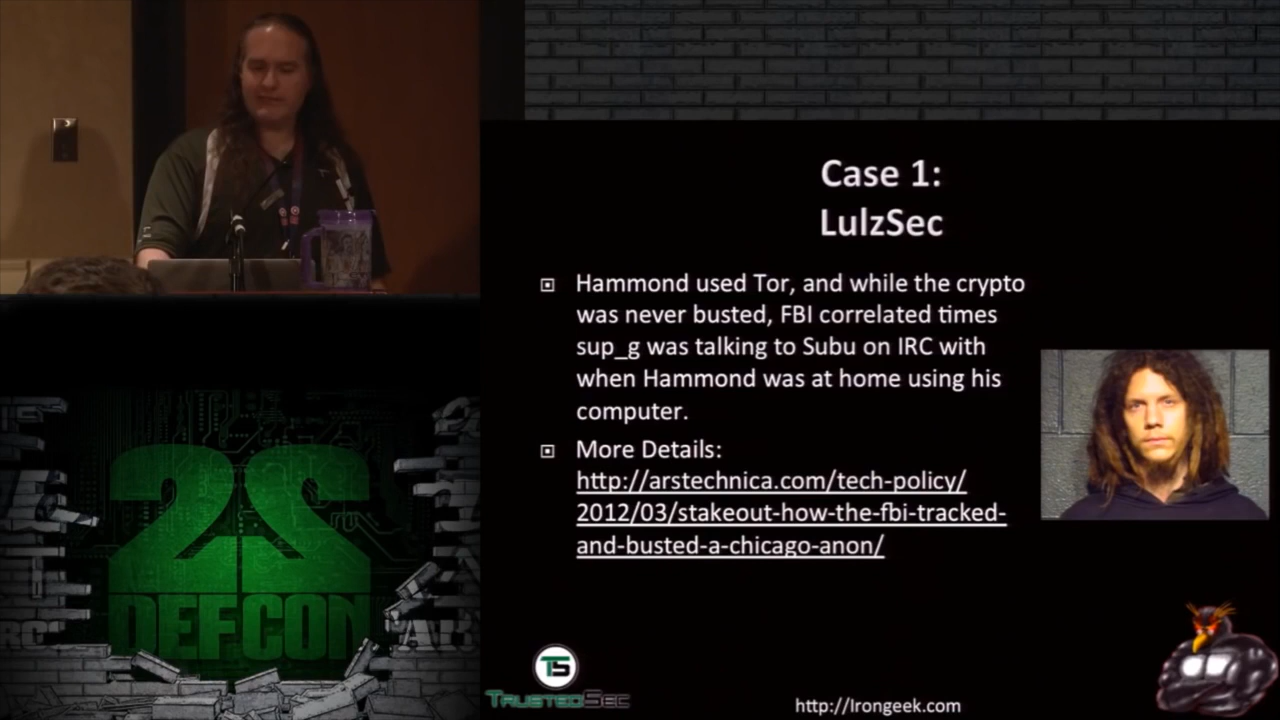 Case 1:
LulzSec
Hammond used Tor, and while the crypto
was never busted, FBI correlated times
sup_g was talking to Subu on IRC with
when Hammond was at home using his
computer.
More Details:
http://arstechnica.com/tech-policy/
2012/03/stakeout-how-the-fbi-tracked-
and-busted-a-chicago-anon/
22
DEFCON
TS
TRUSTEDSEC
http://Irongeek.com